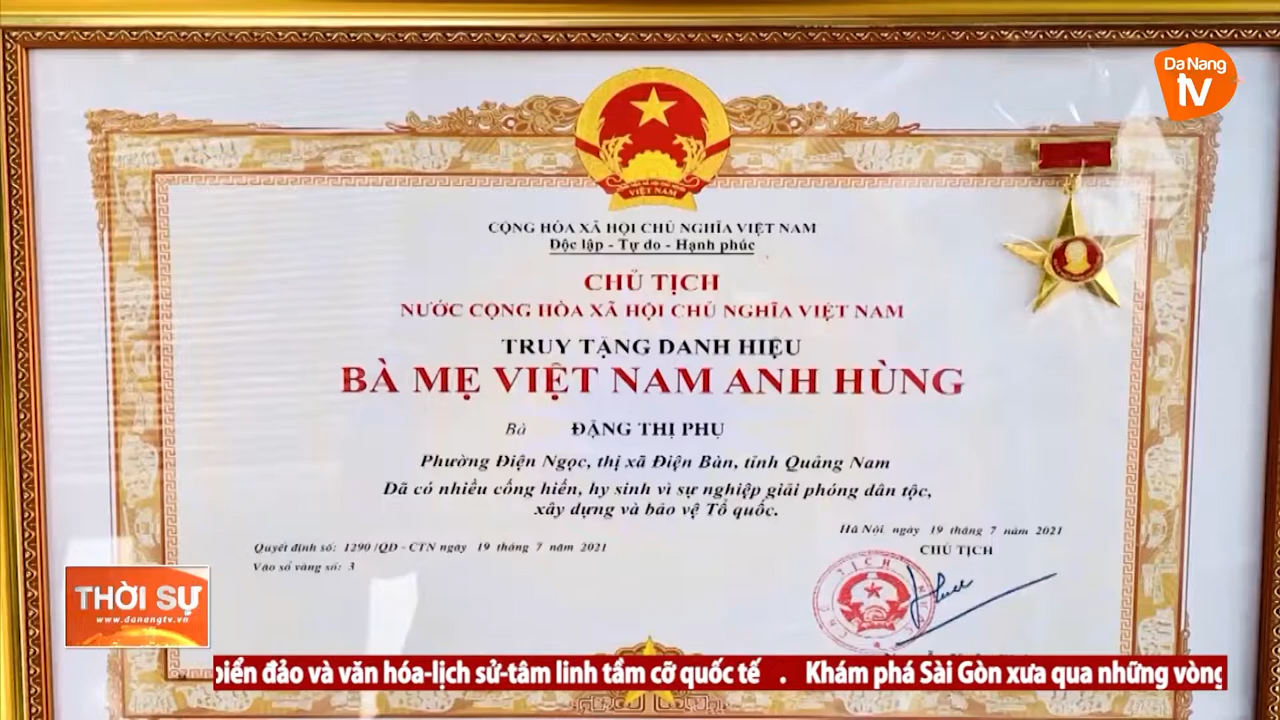 Da Nang
tv
VIỆT NAM
CỘNG HÒA XÃ HỘI CHỦ NGHĨA VIỆT NAM
Độc lập - Tự do - Hạnh phúc
CHỦ TỊCH
NƯỚC CỘNG HÒA XÃ HỘI CHỦ NGHĨA VIỆT NAM
TRUY TẶNG DANH HIỆU
BÀ MẸ VIỆT NAM ANH HÙNG
Bà ĐẶNG THỊ PHỤ
Phường Điện Ngọc, thị xã Điện Bàn, tỉnh Quảng Nam
Đã có nhiều cống hiến, hy sinh vì sự nghiệp giải phóng dân tộc,
xây dựng và bảo vệ Tổ quốc.
Hà Nội ngày 19 tháng 7 năm 2021
CHỦ TỊCH
Quyết định số: 1290 /QĐ - CTN ngày 19 tháng 7 năm 2021
Vào sổ vàng số: 3
THỜI SỰ
www.danangtv.vn
biển đảo và văn hóa-lịch sử-tâm linh tầm cỡ quốc tế . Khám phá Sài Gòn xưa qua những vòng